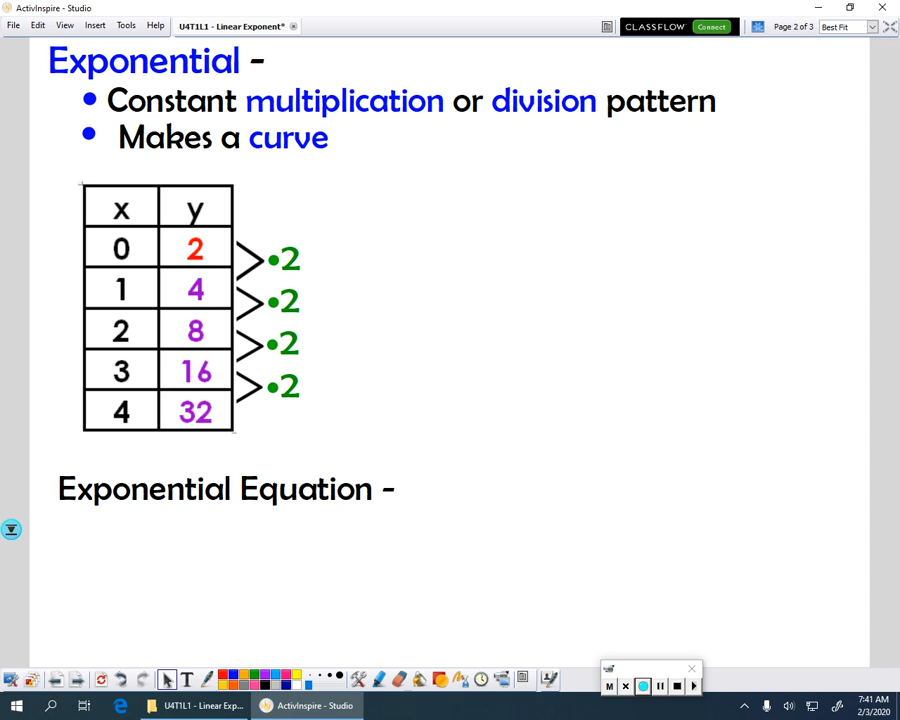 ActivInspire - Studio
File Edit View Insert Tools Help U4T1L1 - Linear Exponent* CLASSFLOW Connect Page 2 of 3 Best Fit
Exponential -
• Constant multiplication or division pattern
• Makes a curve
x y
0 2
•2
1 4
•2
2 8
•2
3 16
•2
4 32
Exponential Equation -
T
M
U4T1L1 - Linear Exp... ActivInspire - Studio 7:41 AM
2/3/2020